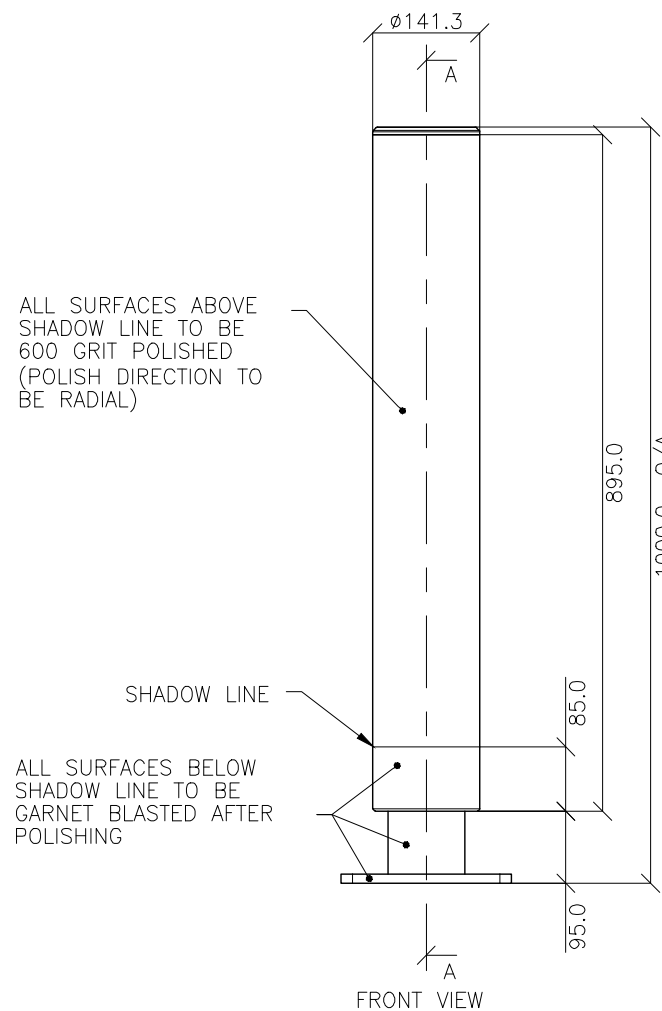 Ø141.3
A
ALL SURFACES ABOVE
SHADOW LINE TO BE
600 GRIT POLISHED
(POLISH DIRECTION TO
BE RADIAL)
895.0
SHADOW LINE
85.0
ALL SURFACES BELOW
SHADOW LINE TO BE
GARNET BLASTED AFTER
POLISHING
95.0
A
FRONT VIEW